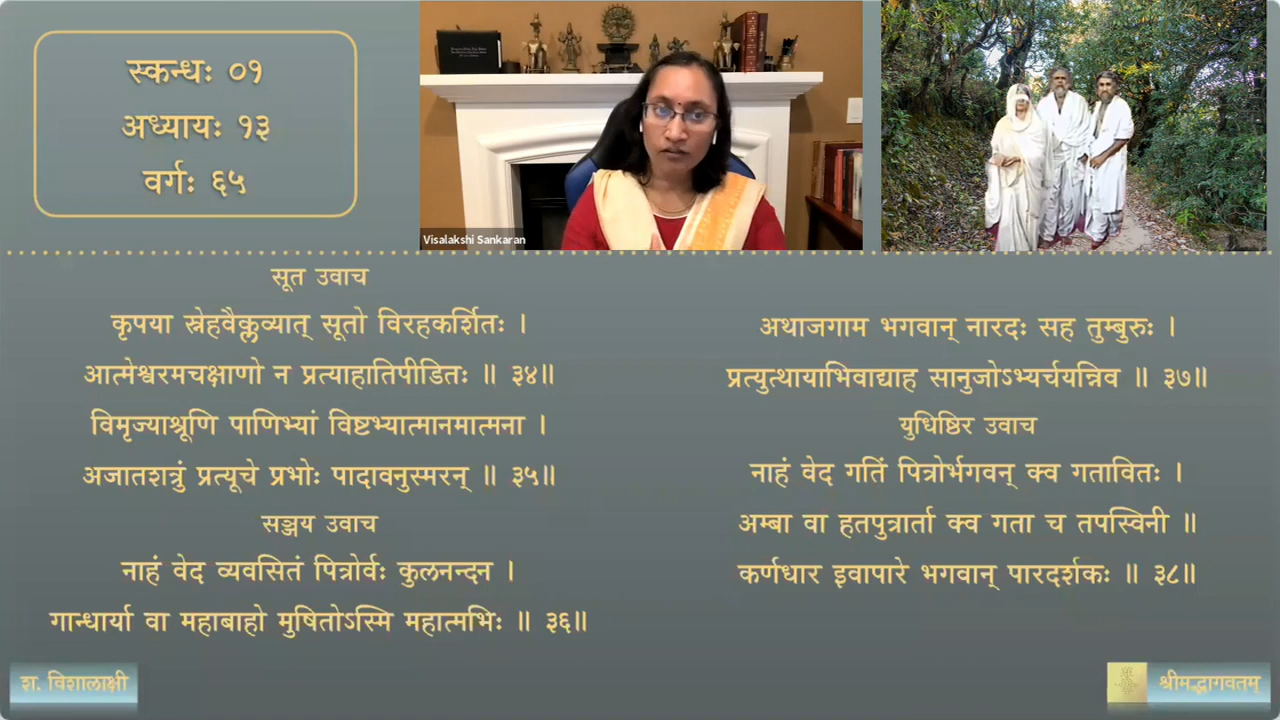 स्कन्धः ०१
अध्यायः १३
वर्गः ६५
Visalakshi Sankaran
सूत उवाच
कृपया स्नेहवैक्लव्यात् सूतो विरहकर्शितः ।
आत्मेश्वरमचक्षाणो न प्रत्याहातिपीडितः ॥ ३४॥
विमृज्याश्रूणि पाणिभ्यां विष्टभ्यात्मानमात्मना ।
अजातशत्रुं प्रत्यूचे प्रभोः पादावनुस्मरन् ॥ ३५॥
सञ्जय उवाच
नाहं वेद व्यवसितं पित्रोर्वः कुलनन्दन ।
गान्धार्या वा महाबाहो मुषितोऽस्मि महात्मभिः ॥ ३६॥
अथाजगाम भगवान् नारदः सह तुम्बुरुः ।
प्रत्युत्थायाभिवाद्याह सानुजोऽभ्यर्चयन्निव ॥ ३७॥
युधिष्ठिर उवाच
नाहं वेद गतिं पित्रोर्भगवन् क्व गतावितः ।
अम्बा वा हतपुत्रार्ता क्व गता च तपस्विनी ॥
कर्णधार इवापारे भगवान् पारदर्शकः ॥ ३८॥
श. विशालाक्षी
श्रीमद्भागवतम्